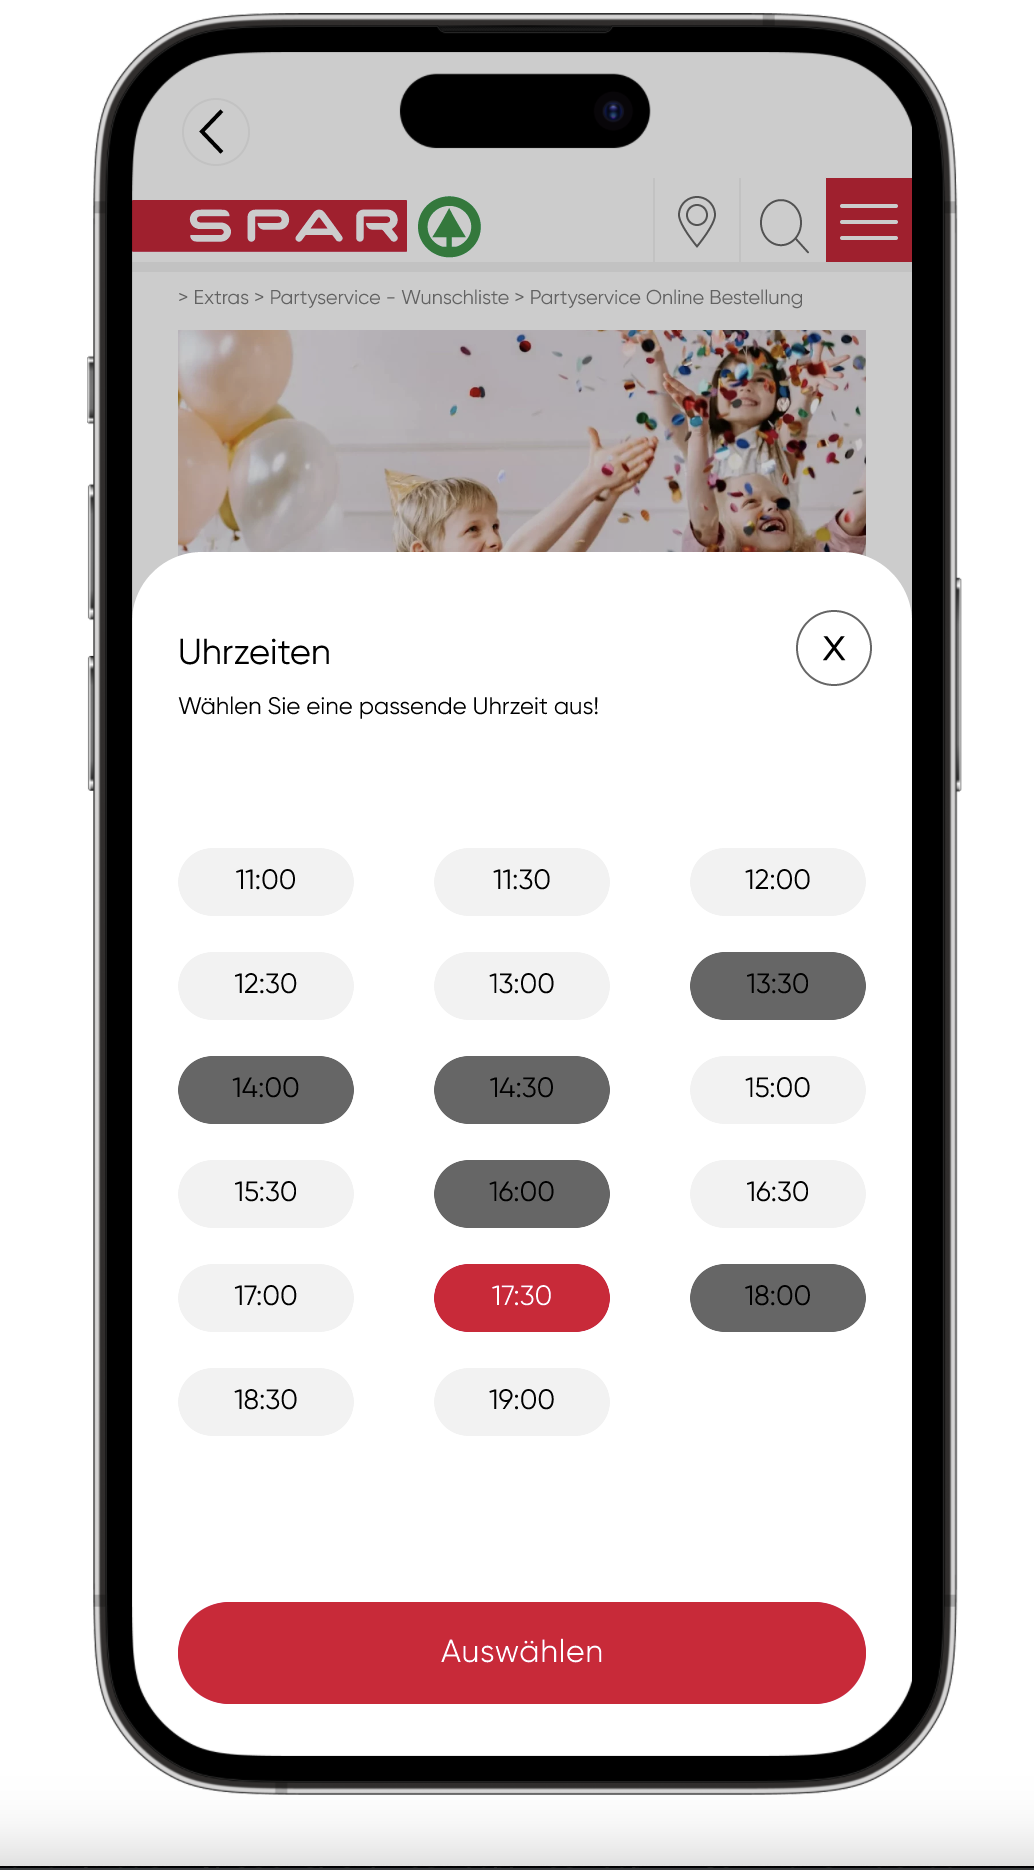 SPAR
> Extras > Partyservice - Wunschliste > Partyservice Online Bestellung
Uhrzeiten
X
Wählen Sie eine passende Uhrzeit aus!
11:00 11:30 12:00
12:30 13:00 13:30
14:00 14:30 15:00
15:30 16:00 16:30
17:00 17:30 18:00
18:30 19:00
Auswählen